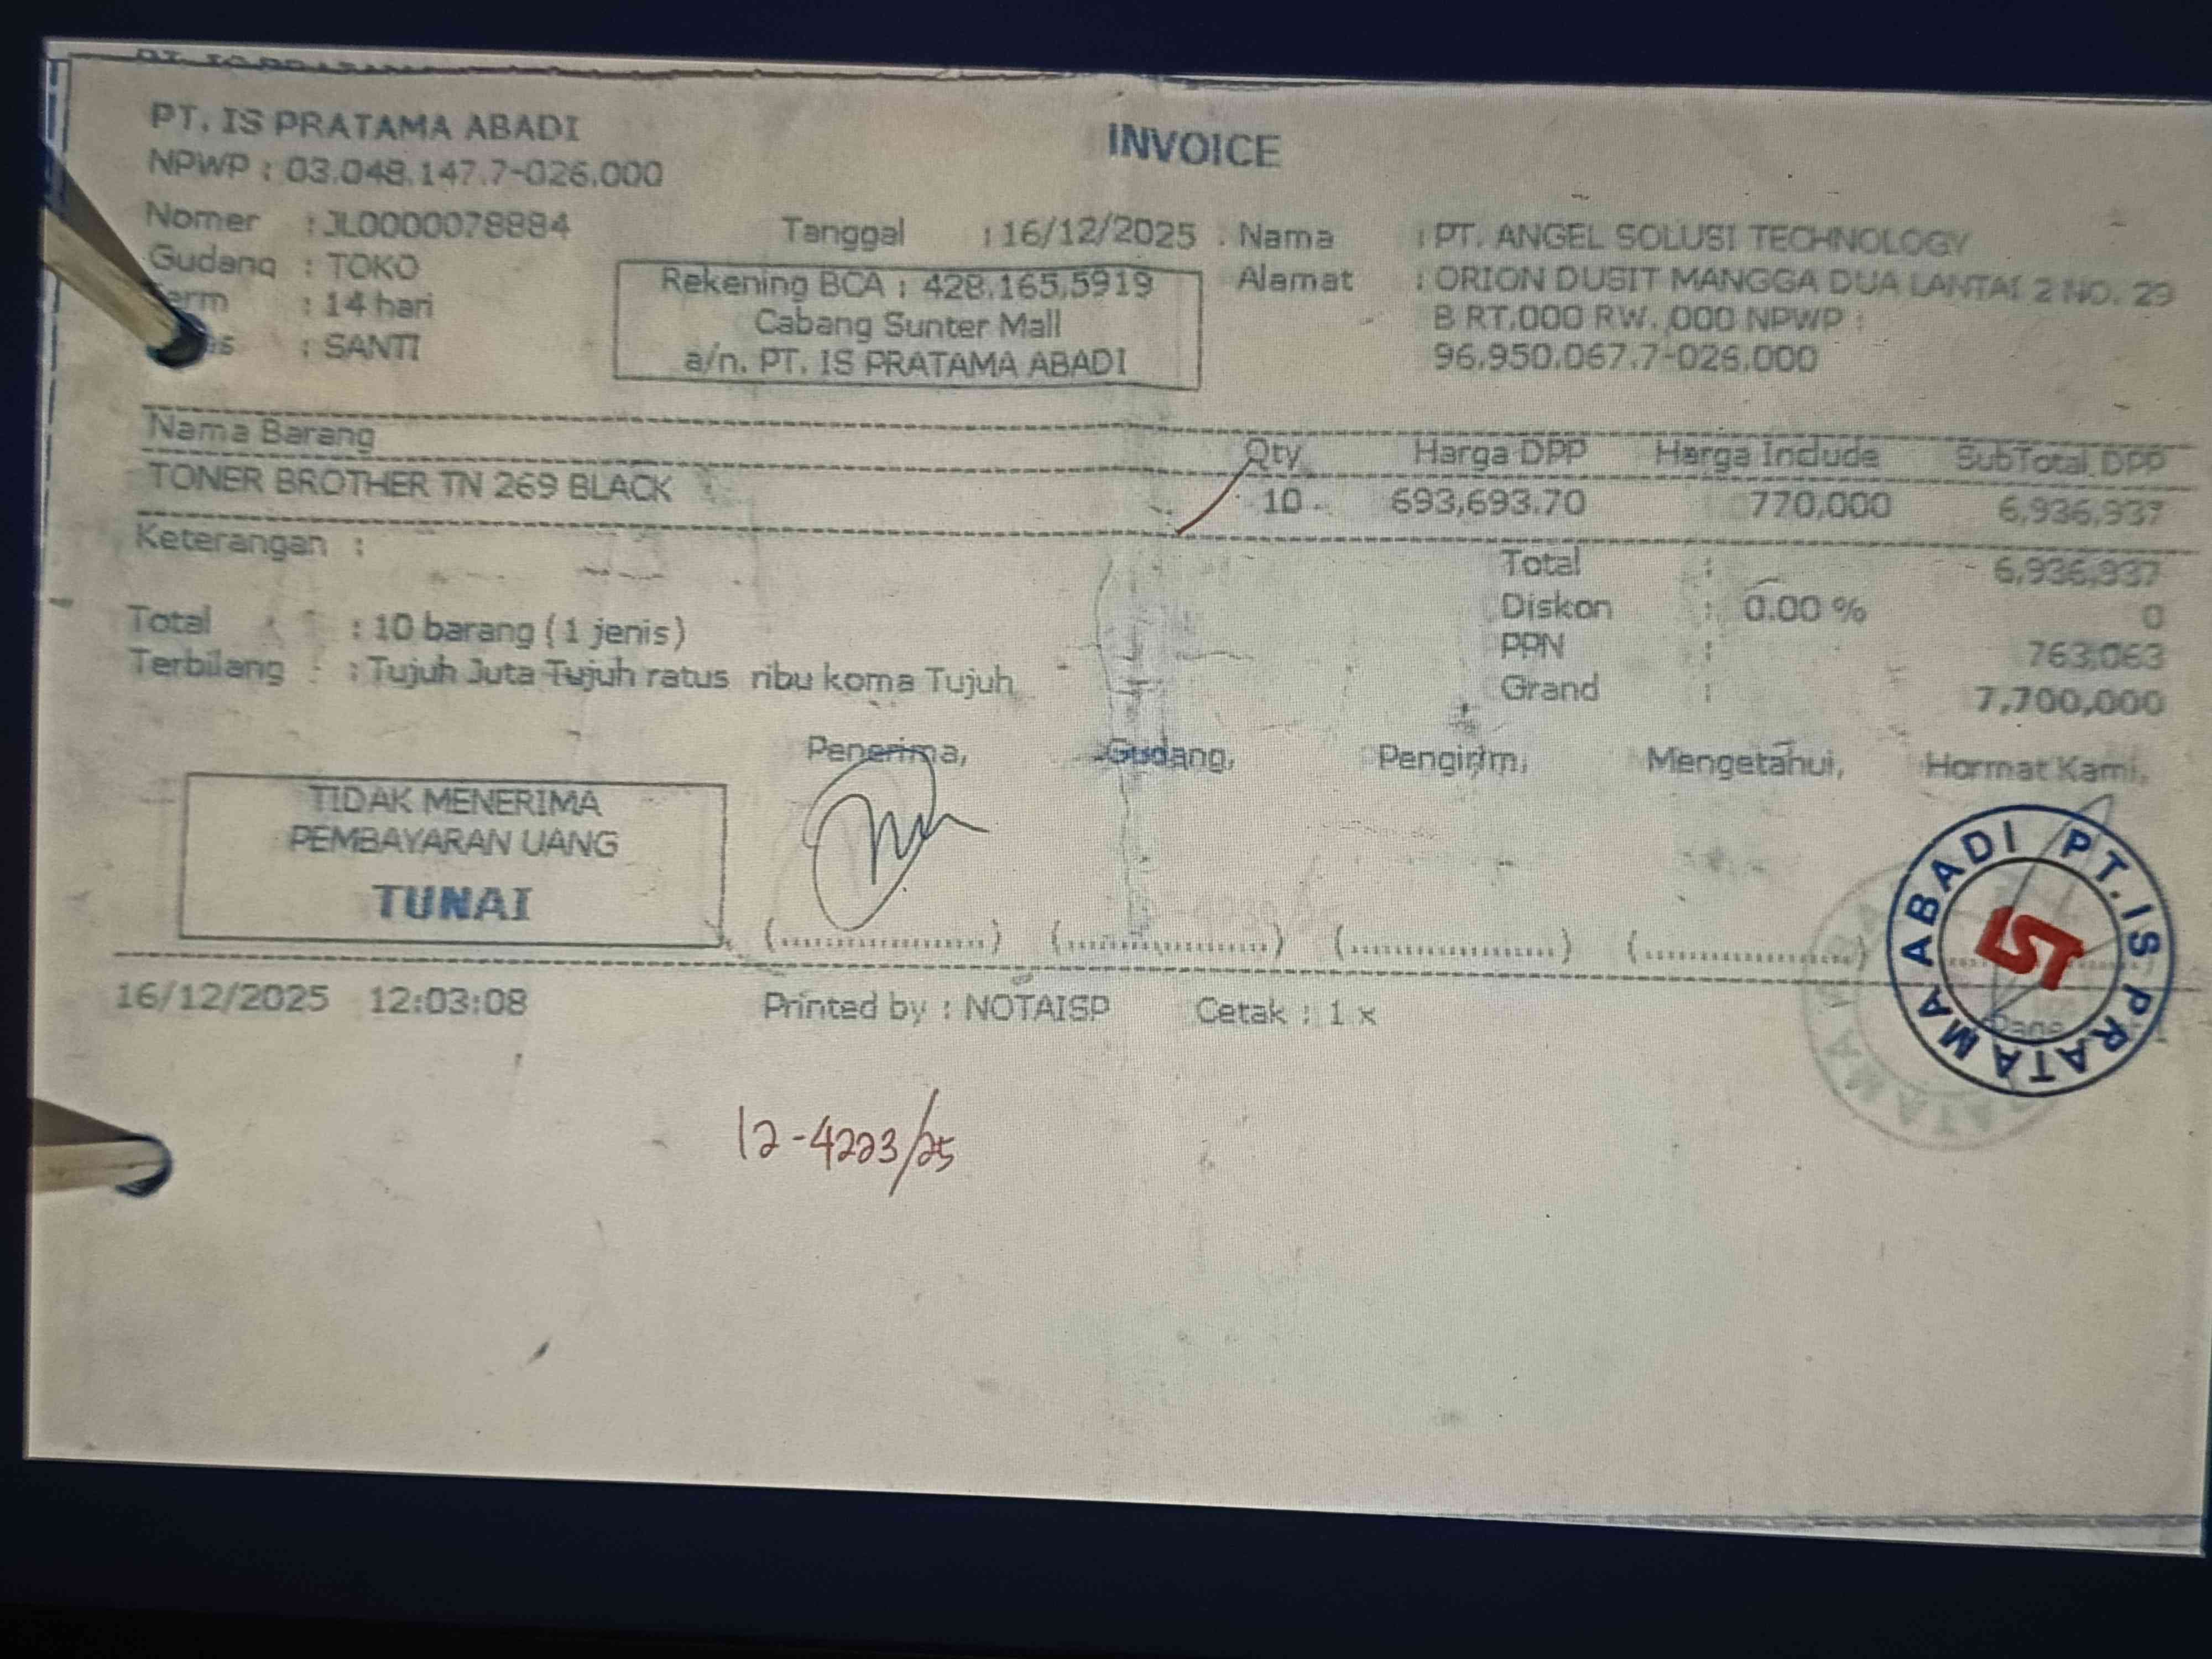 PT. IS PRATAMA ABADI
INVOICE
NPWP : 03.048.147.7-026.000
Nomer : JL0000078884
Tanggal : 16/12/2025
Nama : PT. ANGEL SOLUSI TECHNOLOGY
Gudang : TOKO
Alamat : ORION DUSIT MANGGA DUA LANTAI 2 NO. 29
B RT.000 RW. 000 NPWP :
96.950.067.7-026.000
: 14 hari
: SANTI
Rekening BCA : 428.165.5919
Cabang Sunter Mall
a/n. PT. IS PRATAMA ABADI
Nama Barang Qty Harga DPP Harga Include SubTotal DPP
TONER BROTHER TN 269 BLACK 10 693,693.70 770,000 6,936,937
Keterangan :
Total : 6,936,937
Diskon : 0.00 % 0
PPN : 763,063
Grand : 7,700,000
Total : 10 barang ( 1 jenis )
Terbilang : Tujuh Juta Tujuh ratus ribu koma Tujuh
Penerima, Gudang, Pengirim, Mengetahui, Hormat Kami,
TIDAK MENERIMA
PEMBAYARAN UANG
TUNAI
(....................) (....................) (....................) (....................)
PT. IS PRATAMA ABADI
16/12/2025 12:03:08 Printed by : NOTAISP Cetak : 1 x
12-4223/25